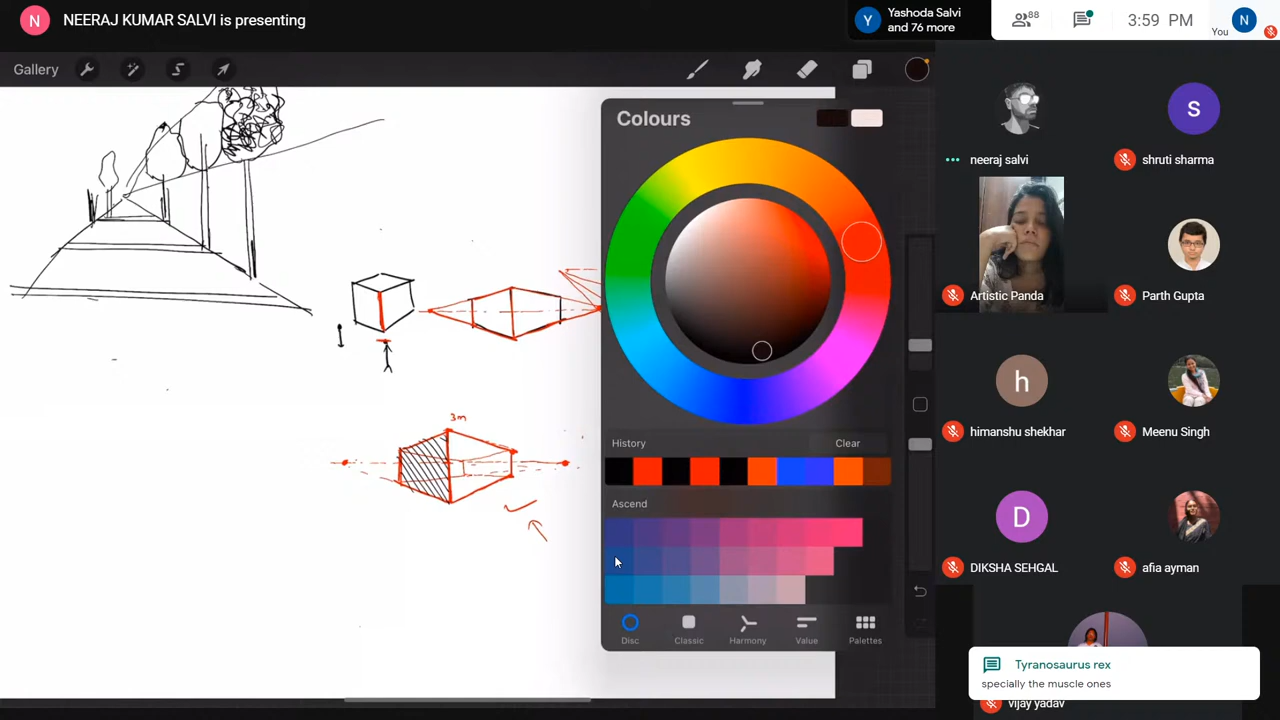 N NEERAJ KUMAR SALVI is presenting
Y Yashoda Salvi
and 76 more
88
3:59 PM
You N
Gallery
Colours
3m
History Clear
Ascend
Disc Classic Harmony Value Palettes
neeraj salvi
S
shruti sharma
Artistic Panda
Parth Gupta
h
himanshu shekhar
Meenu Singh
D
DIKSHA SEHGAL
afia ayman
Tyranosaurus rex
specially the muscle ones
vijay yadav